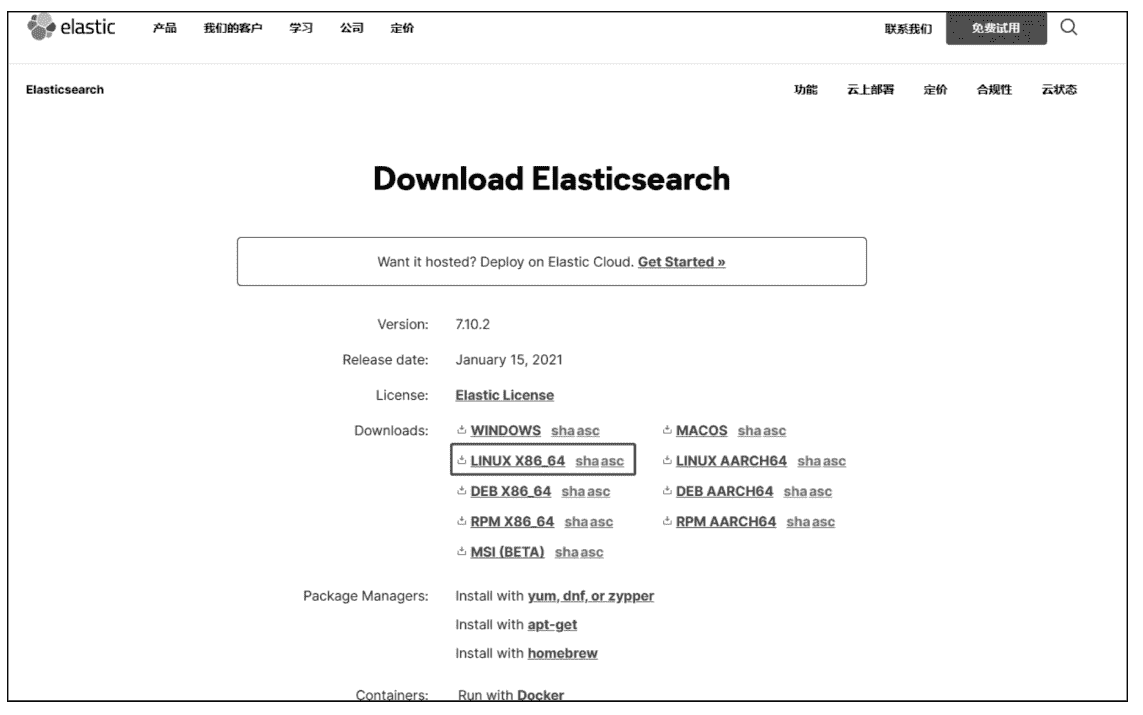 elastic 产品 我们的客户 学习 公司 定价 联系我们 免费试用
Elasticsearch 功能 云上部署 定价 合规性 云状态
Download Elasticsearch
Want it hosted? Deploy on Elastic Cloud. Get Started »
Version: 7.10.2
Release date: January 15, 2021
License: Elastic License
Downloads: WINDOWS sha asc MACOS sha asc
LINUX X86_64 sha asc LINUX AARCH64 sha asc
DEB X86_64 sha asc DEB AARCH64 sha asc
RPM X86_64 sha asc RPM AARCH64 sha asc
MSI (BETA) sha asc
Package Managers: Install with yum, dnf, or zypper
Install with apt-get
Install with homebrew
Containers: Run with Docker